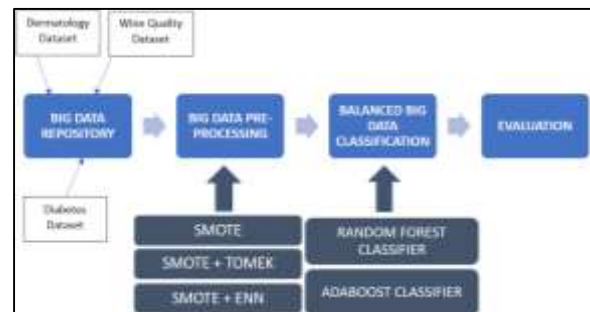 Dermatology
Dataset
Wine Quality
Dataset
BIG DATA
REPOSITORY
BIG DATA PRE-
PROCESSING
BALANCED BIG
DATA
CLASSIFICATION
EVALUATION
Diabetes
Dataset
SMOTE
SMOTE + TOMEK
SMOTE + ENN
RANDOM FOREST
CLASSIFIER
ADABOOST CLASSIFIER